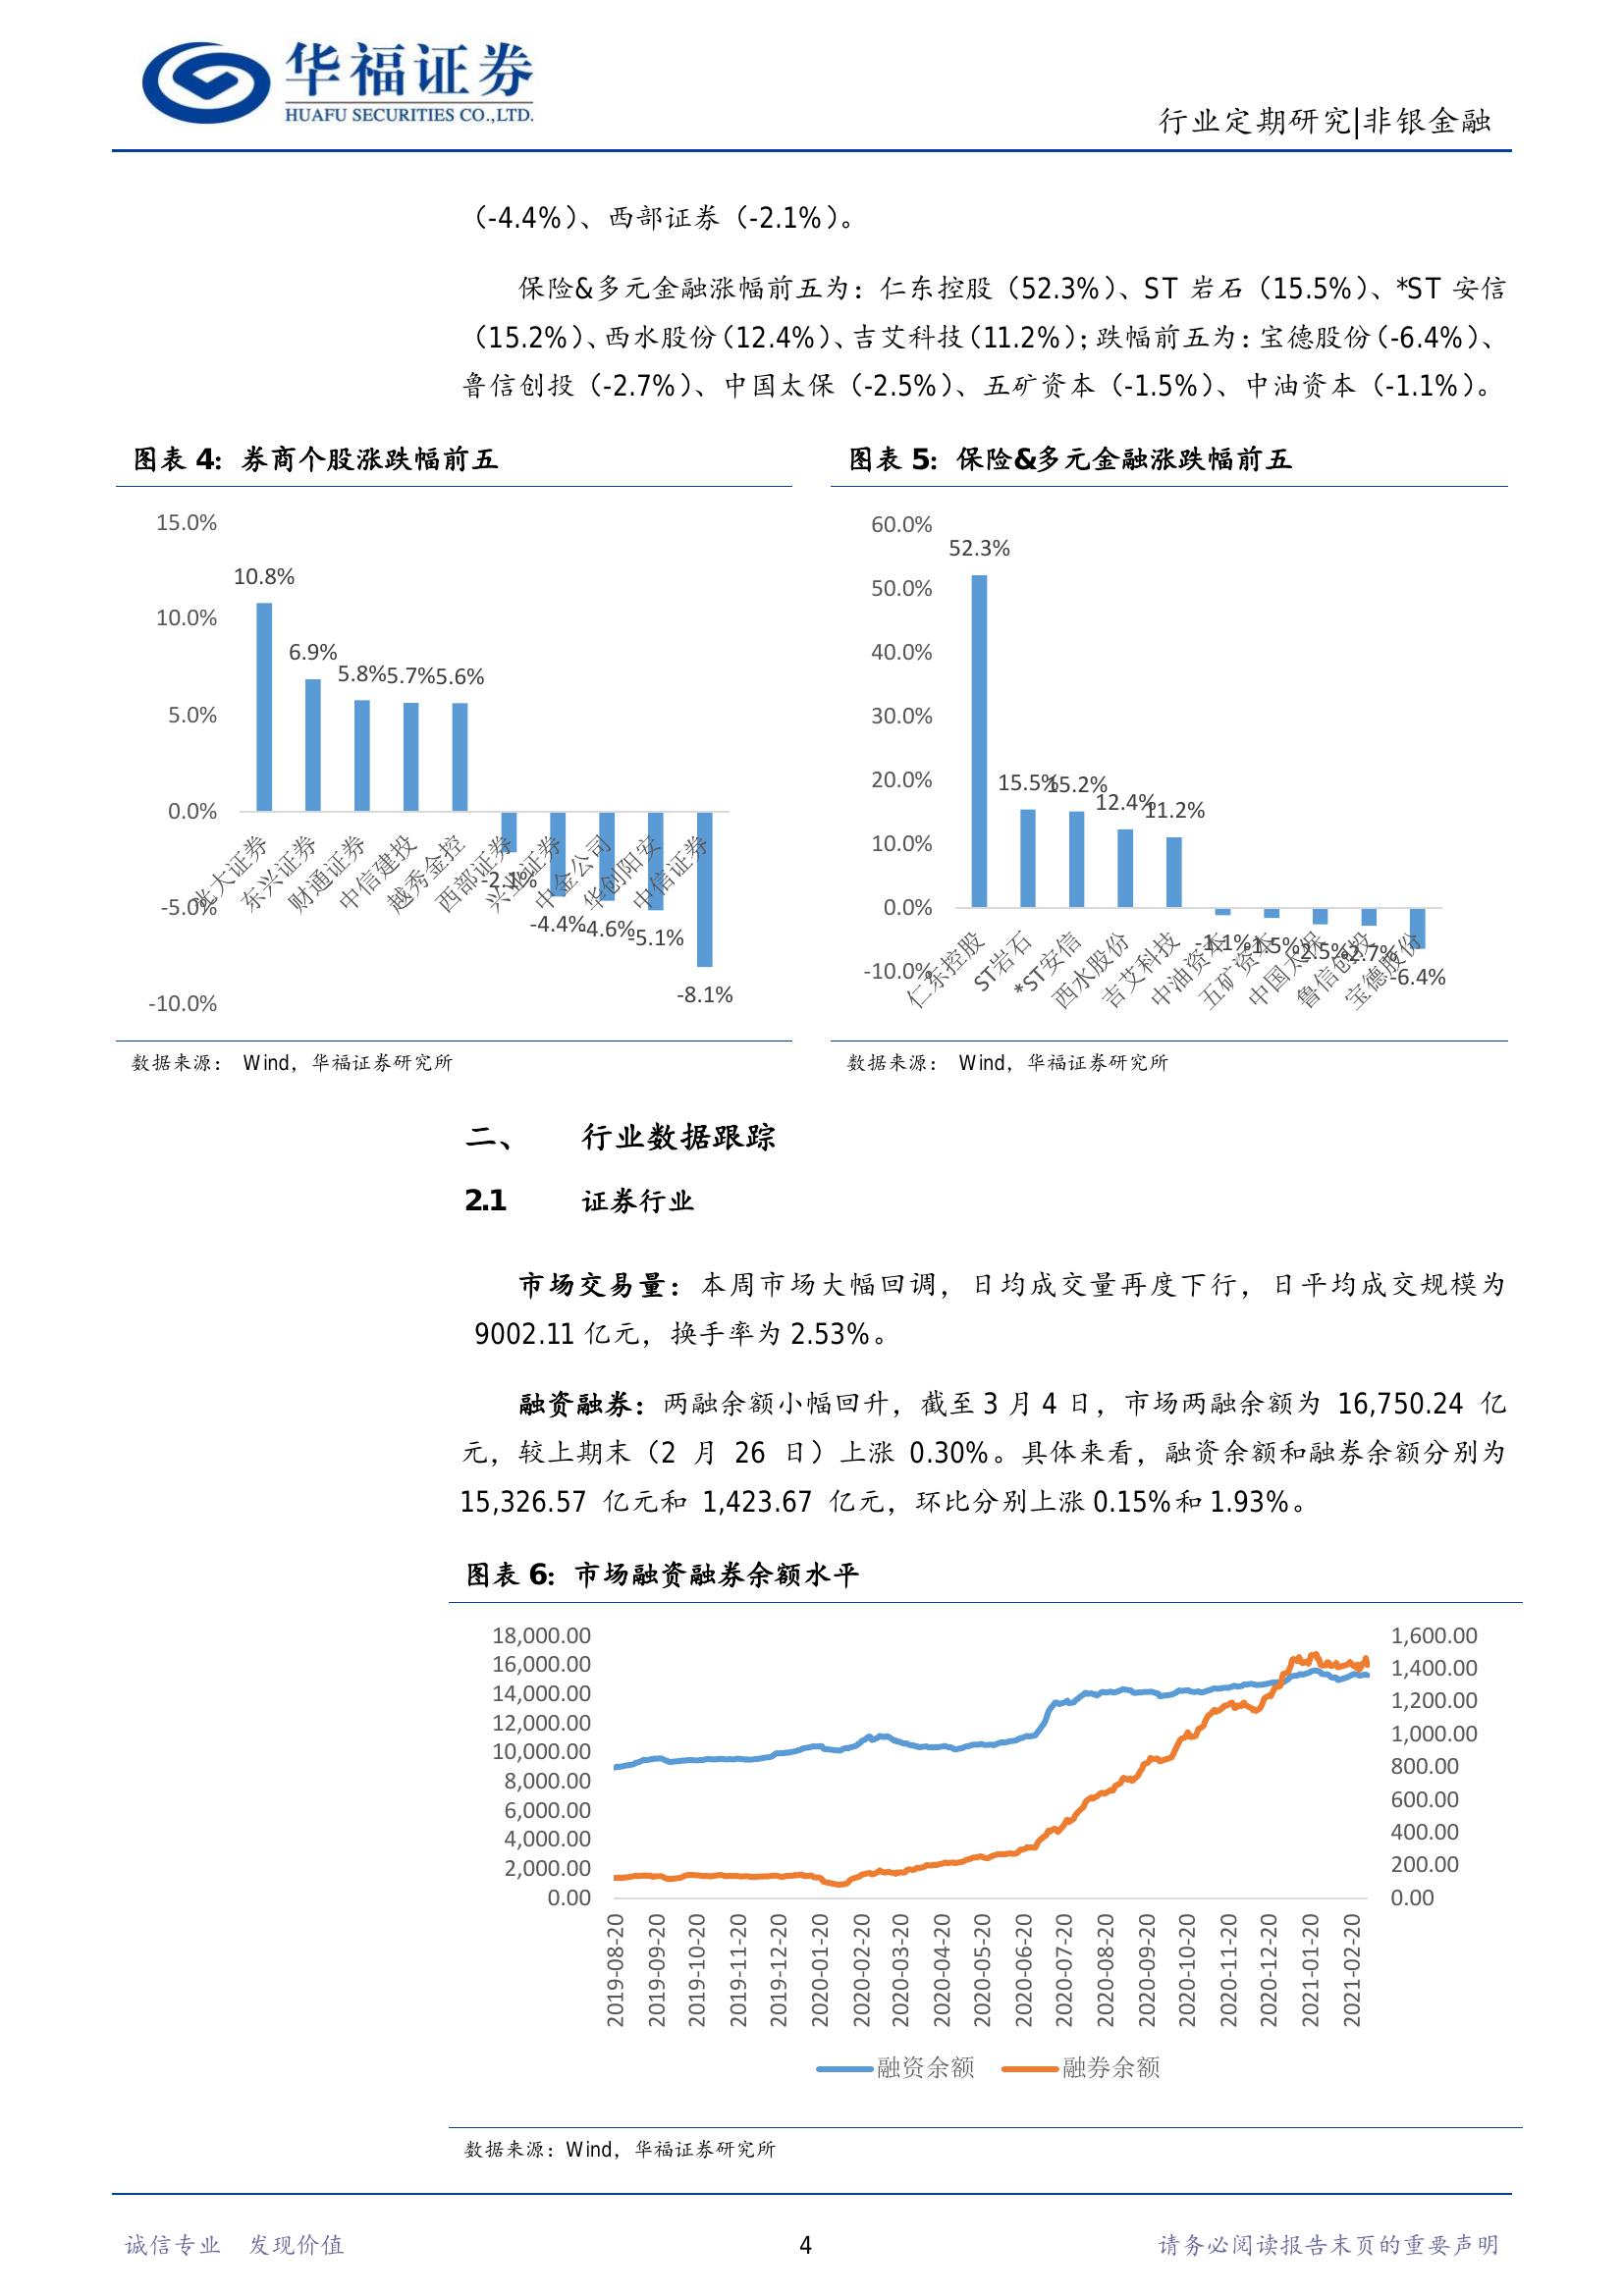 华福证券
HUAFU SECURITIES CO.,LTD.
行业定期研究|非银金融
（-4.4%）、西部证券（-2.1%）。
保险&多元金融涨幅前五为：仁东控股（52.3%）、ST 岩石（15.5%）、*ST 安信
（15.2%）、西水股份（12.4%）、吉艾科技（11.2%）；跌幅前五为：宝德股份（-6.4%）、
鲁信创投（-2.7%）、中国太保（-2.5%）、五矿资本（-1.5%）、中油资本（-1.1%）。
图表 4：券商个股涨跌幅前五
15.0%
10.0%
5.0%
0.0%
-5.0%
-10.0%
10.8%
6.9%
5.8%
5.7%
5.6%
-2.1%
-4.4%
-4.6%
-5.1%
-8.1%
光大证券
东兴证券
财通证券
中信建投
越秀金控
西部证券
兴业证券
中金公司
华创阳安
中信证券
数据来源： Wind，华福证券研究所
图表 5：保险&多元金融涨跌幅前五
60.0%
50.0%
40.0%
30.0%
20.0%
10.0%
0.0%
-10.0%
52.3%
15.5%
15.2%
12.4%
11.2%
-1.1%
-1.5%
-2.5%
-2.7%
-6.4%
仁东控股
ST岩石
*ST安信
西水股份
吉艾科技
中油资本
五矿资本
中国太保
鲁信创投
宝德股份
数据来源： Wind，华福证券研究所
二、 行业数据跟踪
2.1 证券行业
市场交易量：本周市场大幅回调，日均成交量再度下行，日平均成交规模为
9002.11 亿元，换手率为 2.53%。
融资融券：两融余额小幅回升，截至 3 月 4 日，市场两融余额为 16,750.24 亿
元，较上期末（2 月 26 日）上涨 0.30%。具体来看，融资余额和融券余额分别为
15,326.57 亿元和 1,423.67 亿元，环比分别上涨 0.15%和 1.93%。
图表 6：市场融资融券余额水平
18,000.00
16,000.00
14,000.00
12,000.00
10,000.00
8,000.00
6,000.00
4,000.00
2,000.00
0.00
1,600.00
1,400.00
1,200.00
1,000.00
800.00
600.00
400.00
200.00
0.00
2019-08-20
2019-09-20
2019-10-20
2019-11-20
2019-12-20
2020-01-20
2020-02-20
2020-03-20
2020-04-20
2020-05-20
2020-06-20
2020-07-20
2020-08-20
2020-09-20
2020-10-20
2020-11-20
2020-12-20
2021-01-20
2021-02-20
融资余额
融券余额
数据来源：Wind，华福证券研究所
诚信专业 发现价值
4
请务必阅读报告末页的重要声明